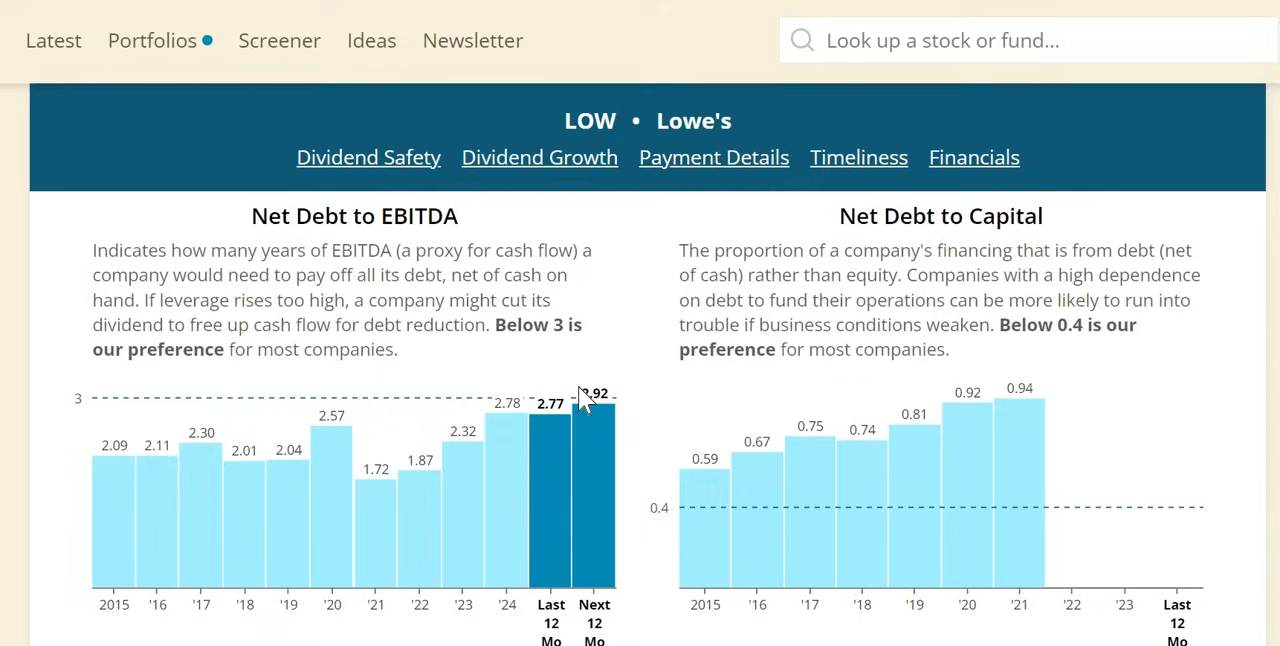 Latest Portfolios Screener Ideas Newsletter
Look up a stock or fund...
LOW • Lowe's
Dividend Safety Dividend Growth Payment Details Timeliness Financials
Net Debt to EBITDA
Indicates how many years of EBITDA (a proxy for cash flow) a
company would need to pay off all its debt, net of cash on
hand. If leverage rises too high, a company might cut its
dividend to free up cash flow for debt reduction. Below 3 is
our preference for most companies.
3
2.09 2.11 2.30 2.01 2.04 2.57 1.72 1.87 2.32 2.78 2.77
2015 '16 '17 '18 '19 '20 '21 '22 '23 '24 Last Next
12 12
Mo Mo
Net Debt to Capital
The proportion of a company's financing that is from debt (net
of cash) rather than equity. Companies with a high dependence
on debt to fund their operations can be more likely to run into
trouble if business conditions weaken. Below 0.4 is our
preference for most companies.
0.4
0.59 0.67 0.75 0.74 0.81 0.92 0.94
2015 '16 '17 '18 '19 '20 '21 '22 '23 Last
12
Mo